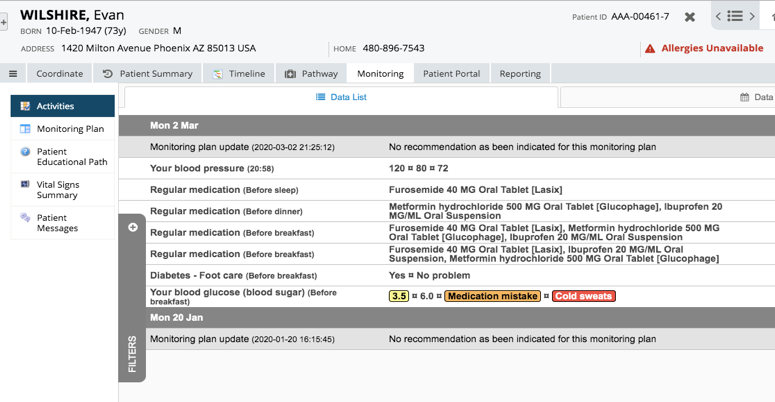 WILSHIRE, Evan
BORN 10-Feb-1947 (73y) GENDER M
Patient ID AAA-00461-7
ADDRESS 1420 Milton Avenue Phoenix AZ 85013 USA
HOME 480-896-7543
Allergies Unavailable
Coordinate
Patient Summary
Timeline
Pathway
Monitoring
Patient Portal
Reporting
Activities
Monitoring Plan
Patient
Educational Path
Vital Signs
Summary
Patient
Messages
Data List
Data
FILTERS
Mon 2 Mar
Monitoring plan update (2020-03-02 21:25:12) No recommendation as been indicated for this monitoring plan
Your blood pressure (20:58) 120 ¤ 80 ¤ 72
Regular medication (Before sleep) Furosemide 40 MG Oral Tablet [Lasix]
Regular medication (Before dinner) Metformin hydrochloride 500 MG Oral Tablet [Glucophage], Ibuprofen 20
MG/ML Oral Suspension
Regular medication (Before breakfast) Furosemide 40 MG Oral Tablet [Lasix], Metformin hydrochloride 500 MG
Oral Tablet [Glucophage], Ibuprofen 20 MG/ML Oral Suspension
Regular medication (Before breakfast) Furosemide 40 MG Oral Tablet [Lasix], Ibuprofen 20 MG/ML Oral
Suspension, Metformin hydrochloride 500 MG Oral Tablet [Glucophage]
Diabetes - Foot care (Before breakfast) Yes ¤ No problem
Your blood glucose (blood sugar) (Before
breakfast) 3.5 ¤ 6.0 ¤ Medication mistake ¤ Cold sweats
Mon 20 Jan
Monitoring plan update (2020-01-20 16:15:45) No recommendation as been indicated for this monitoring plan